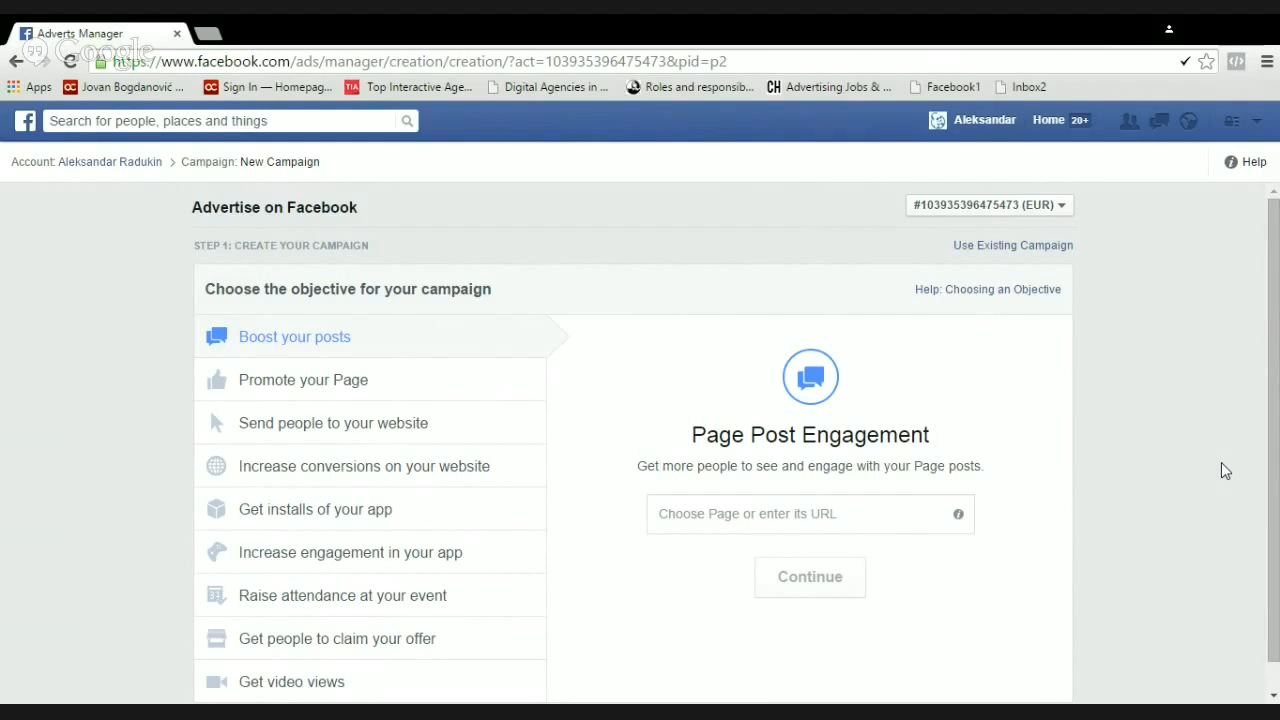 Adverts Manager
Google
https://www.facebook.com/ads/manager/creation/creation/?act=103935396475473&pid=p2
Apps
Jovan Bogdanović ...
Sign In — Homepag...
TIA Top Interactive Age...
Digital Agencies in ...
Roles and responsib...
CH Advertising Jobs & ...
Facebook1
Inbox2
Search for people, places and things
Aleksandar
Home 20+
Account: Aleksandar Radukin > Campaign: New Campaign
Help
Advertise on Facebook
#103935396475473 (EUR)
STEP 1: CREATE YOUR CAMPAIGN
Use Existing Campaign
Choose the objective for your campaign
Help: Choosing an Objective
Boost your posts
Promote your Page
Send people to your website
Increase conversions on your website
Get installs of your app
Increase engagement in your app
31 Raise attendance at your event
Get people to claim your offer
Get video views
Page Post Engagement
Get more people to see and engage with your Page posts.
Choose Page or enter its URL
Continue